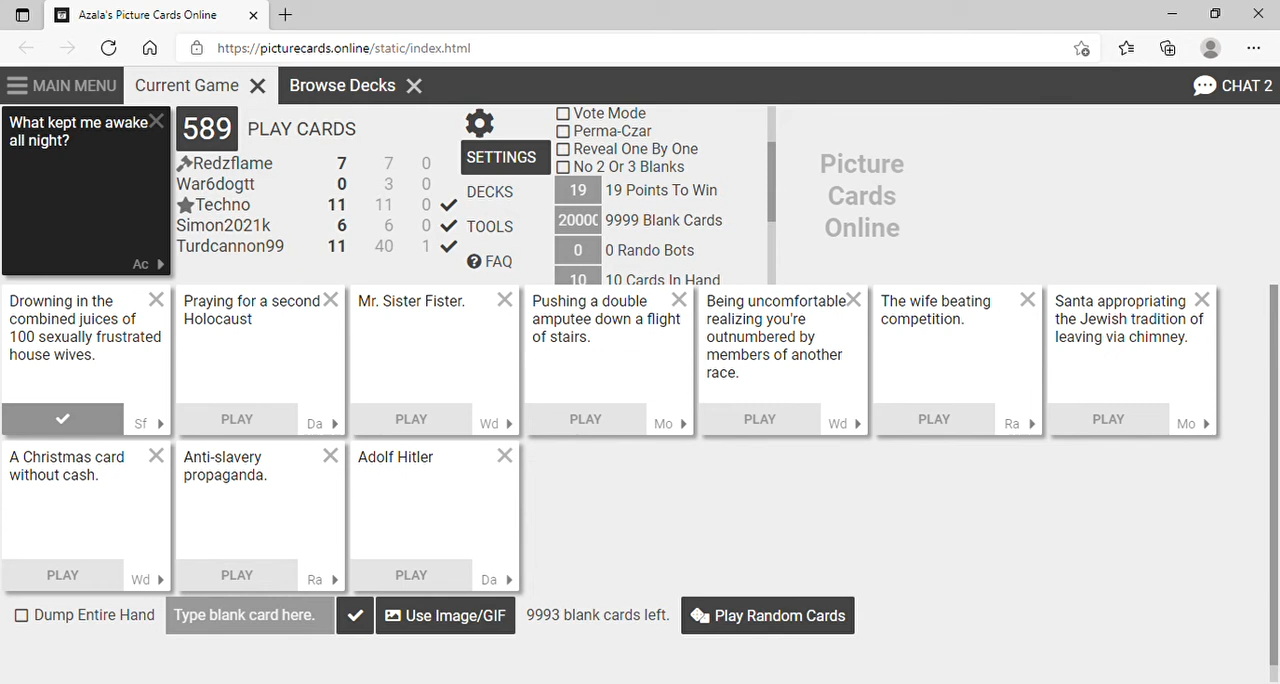 Azala's Picture Cards Online
https://picturecards.online/static/index.html
MAIN MENU
Current Game
Browse Decks
CHAT 2
What kept me awake
all night?
Ac
589
PLAY CARDS
Redzflame 7 7 0
War6dogtt 0 3 0
Techno 11 11 0
Simon2021k 6 6 0
Turdcannon99 11 40 1
SETTINGS
DECKS
TOOLS
FAQ
Vote Mode
Perma-Czar
Reveal One By One
No 2 Or 3 Blanks
19 19 Points To Win
20000 9999 Blank Cards
0 0 Rando Bots
10 10 Cards In Hand
Picture
Cards
Online
Drowning in the
combined juices of
100 sexually frustrated
house wives.
Sf
Praying for a second
Holocaust
PLAY
Da
Mr. Sister Fister.
PLAY
Wd
Pushing a double
amputee down a flight
of stairs.
PLAY
Mo
Being uncomfortable
realizing you're
outnumbered by
members of another
race.
PLAY
Wd
The wife beating
competition.
PLAY
Ra
Santa appropriating
the Jewish tradition of
leaving via chimney.
PLAY
Mo
A Christmas card
without cash.
PLAY
Wd
Anti-slavery
propaganda.
PLAY
Ra
Adolf Hitler
PLAY
Da
Dump Entire Hand
Type blank card here.
Use Image/GIF
9993 blank cards left.
Play Random Cards